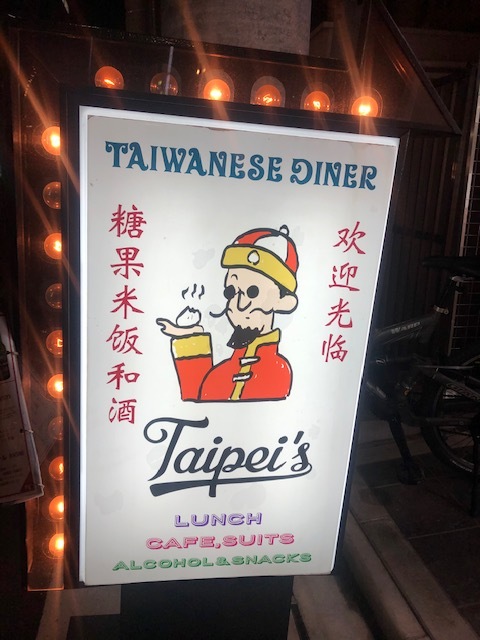 TAIWANESE DINER
糖果米饭和酒
欢迎光临
Taipei's
LUNCH
CAFE,SUITS
ALCOHOL&SNACKS